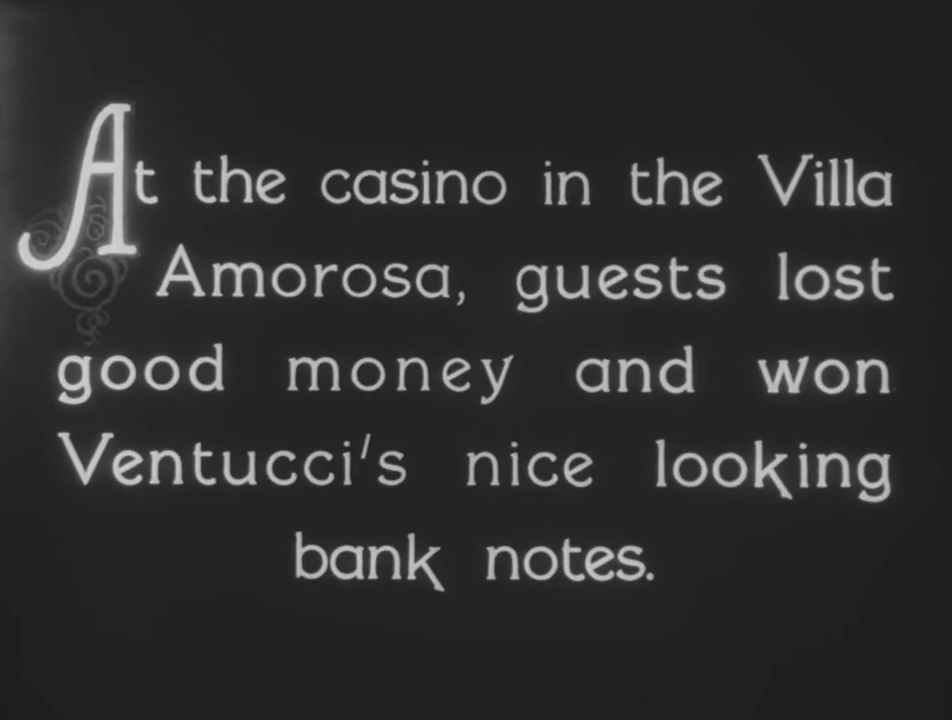 At the casino in the Villa
Amorosa, guests lost
good money and won
Ventucci's nice looking
bank notes.